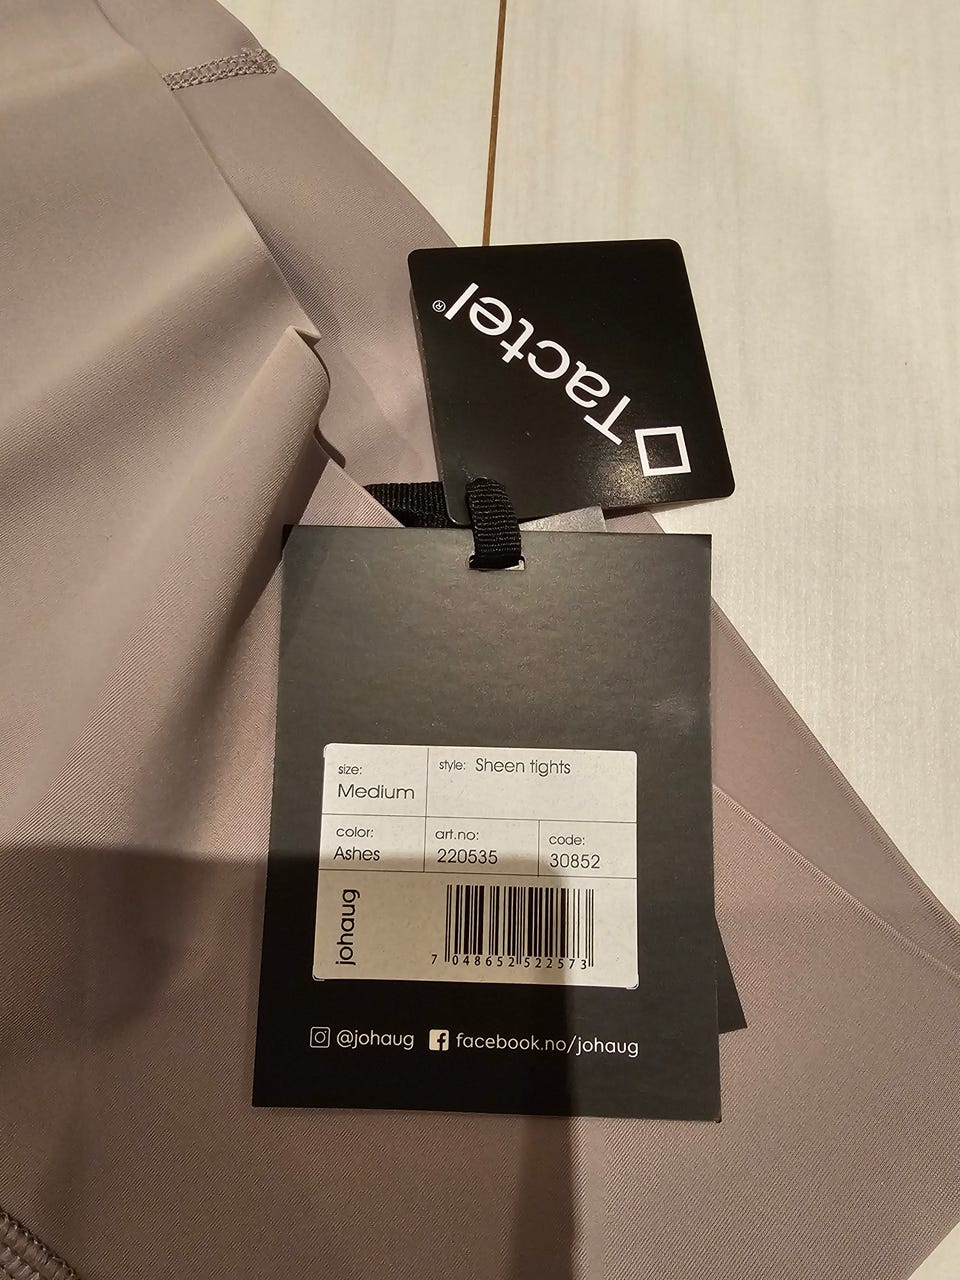 Tactel®
size:
Medium
style: Sheen tights
color:
Ashes
art.no:
220535
code:
30852
johaug
7 048652 522573
@johaug facebook.no/johaug